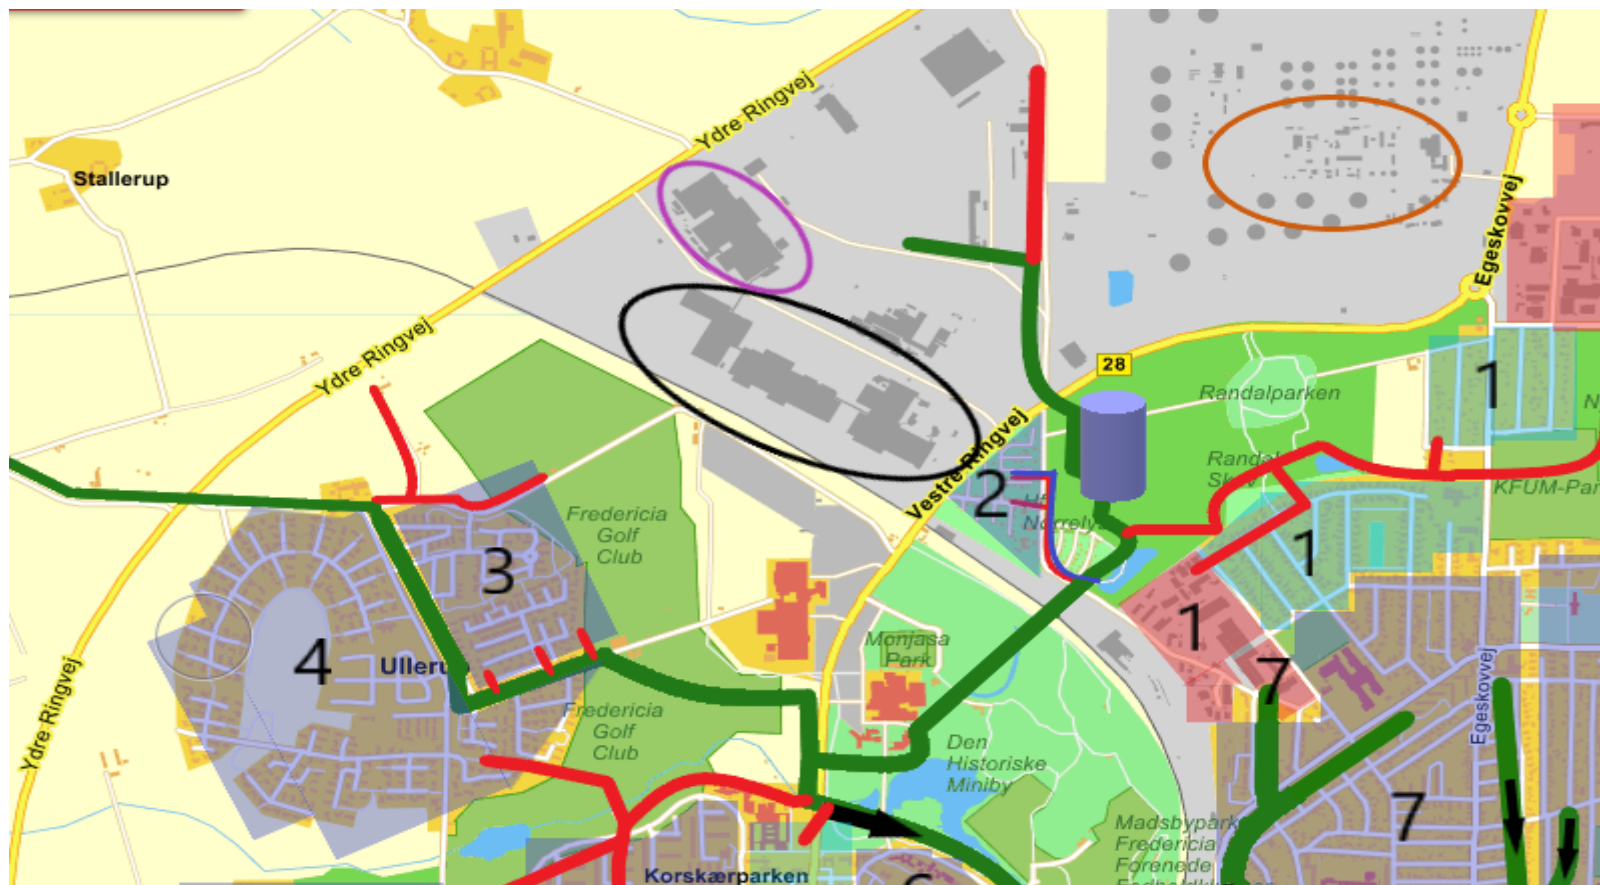 Ydre Ringvej
Stallerup
Egeskovvej
Ydre Ringvej
28
Randalparken
1
Vestre Ringvej
2
KFUM-Par
Fredericia
Golf
Club
3
1
1
Monjasa
Park
4
Ullerup
7
Egeskovvej
Ydre Ringvej
Fredericia
Golf
Club
Den
Historiske
Miniby
7
Madsbypark
Fredericia
Forenede
Korskærparken